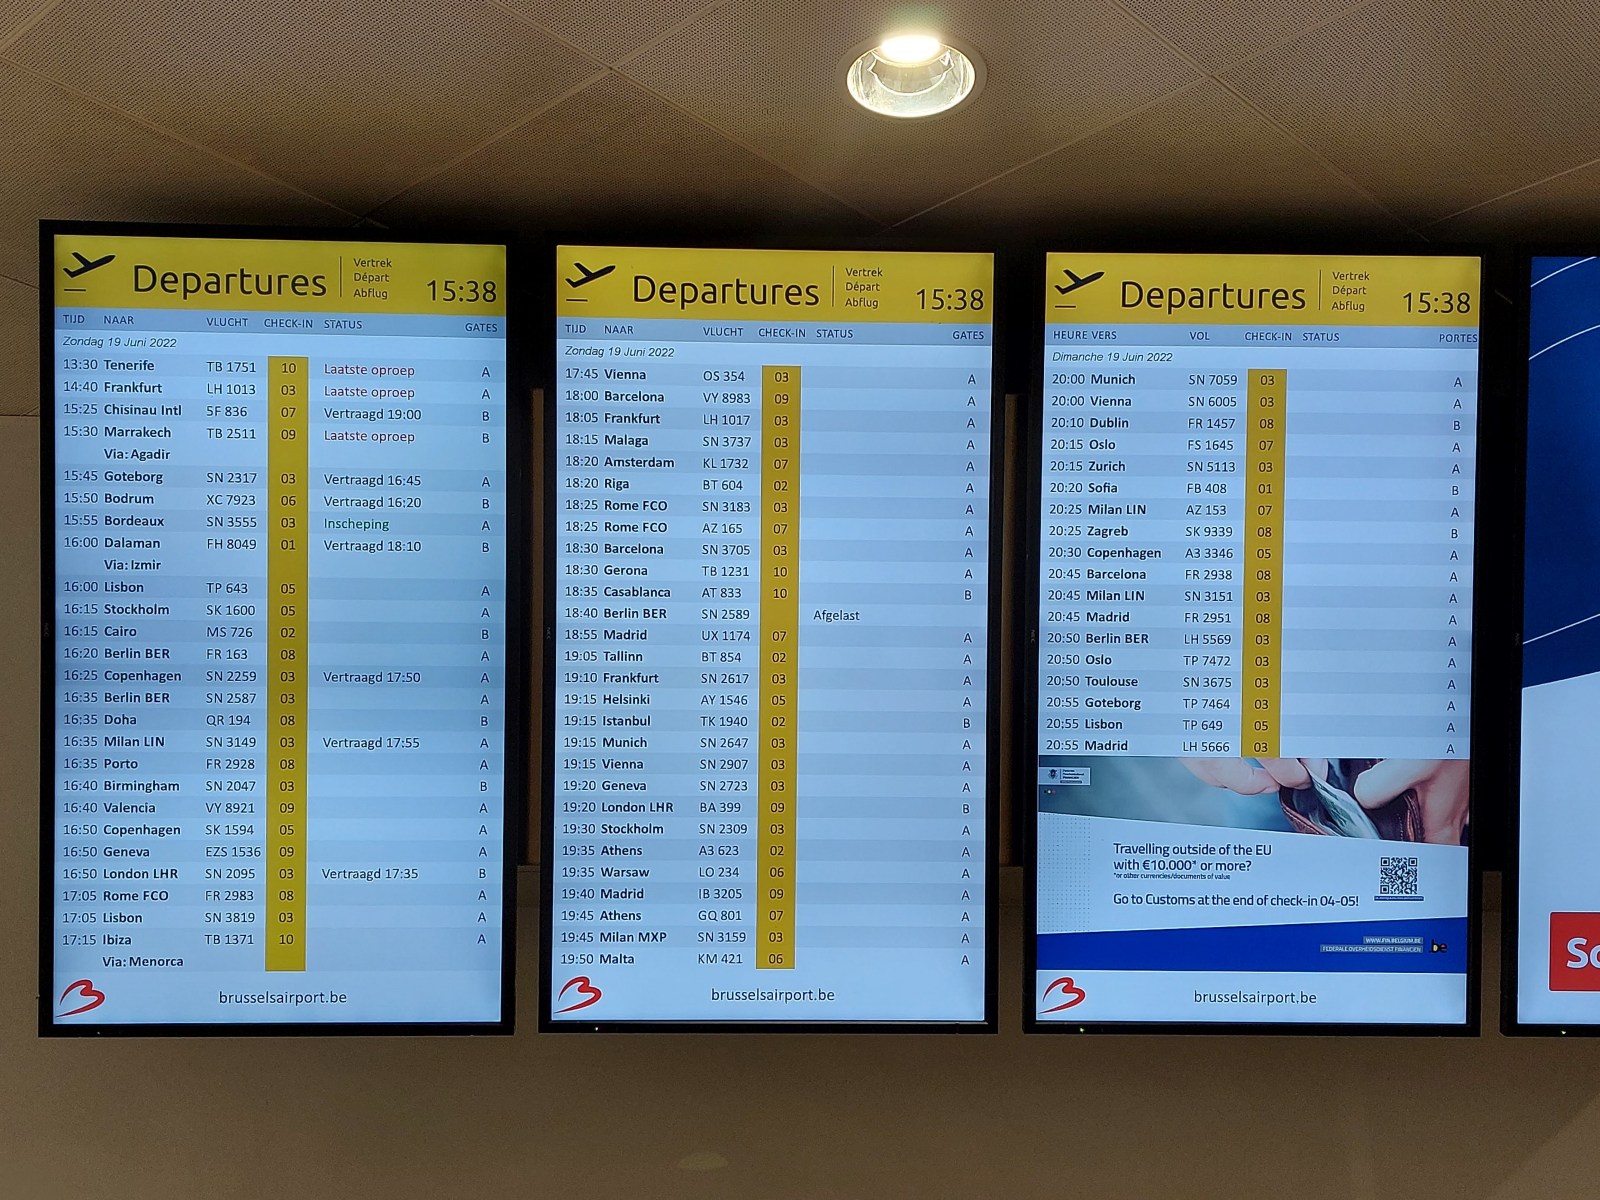 Departures
Vertrek
Départ
Abflug
15:38
TIJD NAAR VLUCHT CHECK-IN STATUS GATES
Zondag 19 Juni 2022
13:30 Tenerife TB 1751 10 Laatste oproep A
14:40 Frankfurt LH 1013 03 Laatste oproep A
15:25 Chisinau Intl 5F 836 07 Vertraagd 19:00 B
15:30 Marrakech TB 2511 09 Laatste oproep B
Via: Agadir
15:45 Goteborg SN 2317 03 Vertraagd 16:45 A
15:50 Bodrum XC 7923 06 Vertraagd 16:20 B
15:55 Bordeaux SN 3555 03 Inscheping A
16:00 Dalaman FH 8049 01 Vertraagd 18:10 B
Via: Izmir
16:00 Lisbon TP 643 05 A
16:15 Stockholm SK 1600 05 A
16:15 Cairo MS 726 02 B
16:20 Berlin BER FR 163 08 A
16:25 Copenhagen SN 2259 03 Vertraagd 17:50 A
16:35 Berlin BER SN 2587 03 A
16:35 Doha QR 194 08 B
16:35 Milan LIN SN 3149 03 Vertraagd 17:55 A
16:35 Porto FR 2928 08 A
16:40 Birmingham SN 2047 03 B
16:40 Valencia VY 8921 09 A
16:50 Copenhagen SK 1594 05 A
16:50 Geneva EZS 1536 09 A
16:50 London LHR SN 2095 03 Vertraagd 17:35 B
17:05 Rome FCO FR 2983 08 A
17:05 Lisbon SN 3819 03 A
17:15 Ibiza TB 1371 10 A
Via: Menorca
brusselsairport.be
Departures
Vertrek
Départ
Abflug
15:38
TIJD NAAR VLUCHT CHECK-IN STATUS GATES
Zondag 19 Juni 2022
17:45 Vienna OS 354 03 A
18:00 Barcelona VY 8983 09 A
18:05 Frankfurt LH 1017 03 A
18:15 Malaga SN 3737 03 A
18:20 Amsterdam KL 1732 07 A
18:20 Riga BT 604 02 A
18:25 Rome FCO SN 3183 03 A
18:25 Rome FCO AZ 165 07 A
18:30 Barcelona SN 3705 03 A
18:30 Gerona TB 1231 10 A
18:35 Casablanca AT 833 10 B
18:40 Berlin BER SN 2589 Afgelast
18:55 Madrid UX 1174 07 A
19:05 Tallinn BT 854 02 A
19:10 Frankfurt SN 2617 03 A
19:15 Helsinki AY 1546 05 A
19:15 Istanbul TK 1940 02 B
19:15 Munich SN 2647 03 A
19:15 Vienna SN 2907 03 A
19:20 Geneva SN 2723 03 A
19:20 London LHR BA 399 09 B
19:30 Stockholm SN 2309 03 A
19:35 Athens A3 623 02 A
19:35 Warsaw LO 234 06 A
19:40 Madrid IB 3205 09 A
19:45 Athens GQ 801 07 A
19:45 Milan MXP SN 3159 03 A
19:50 Malta KM 421 06 A
brusselsairport.be
Departures
Vertrek
Départ
Abflug
15:38
HEURE VERS VOL CHECK-IN STATUS PORTES
Dimanche 19 Juin 2022
20:00 Munich SN 7059 03 A
20:00 Vienna SN 6005 03 A
20:10 Dublin FR 1457 08 B
20:15 Oslo FS 1645 07 A
20:15 Zurich SN 5113 03 A
20:20 Sofia FB 408 01 B
20:25 Milan LIN AZ 153 07 A
20:25 Zagreb SK 9339 08 B
20:30 Copenhagen A3 3346 05 A
20:45 Barcelona FR 2938 08 A
20:45 Milan LIN SN 3151 03 A
20:45 Madrid FR 2951 08 A
20:50 Berlin BER LH 5569 03 A
20:50 Oslo TP 7472 03 A
20:50 Toulouse SN 3675 03 A
20:55 Goteborg TP 7464 03 A
20:55 Lisbon TP 649 05 A
20:55 Madrid LH 5666 03 A
Travelling outside of the EU
with €10.000* or more?
*or other currencies/documents of value
Go to Customs at the end of check-in 04-05!
WWW.FIN.BELGIUM.BE
FEDERALE OVERHEIDSDIENST FINANCIEN
.be
brusselsairport.be